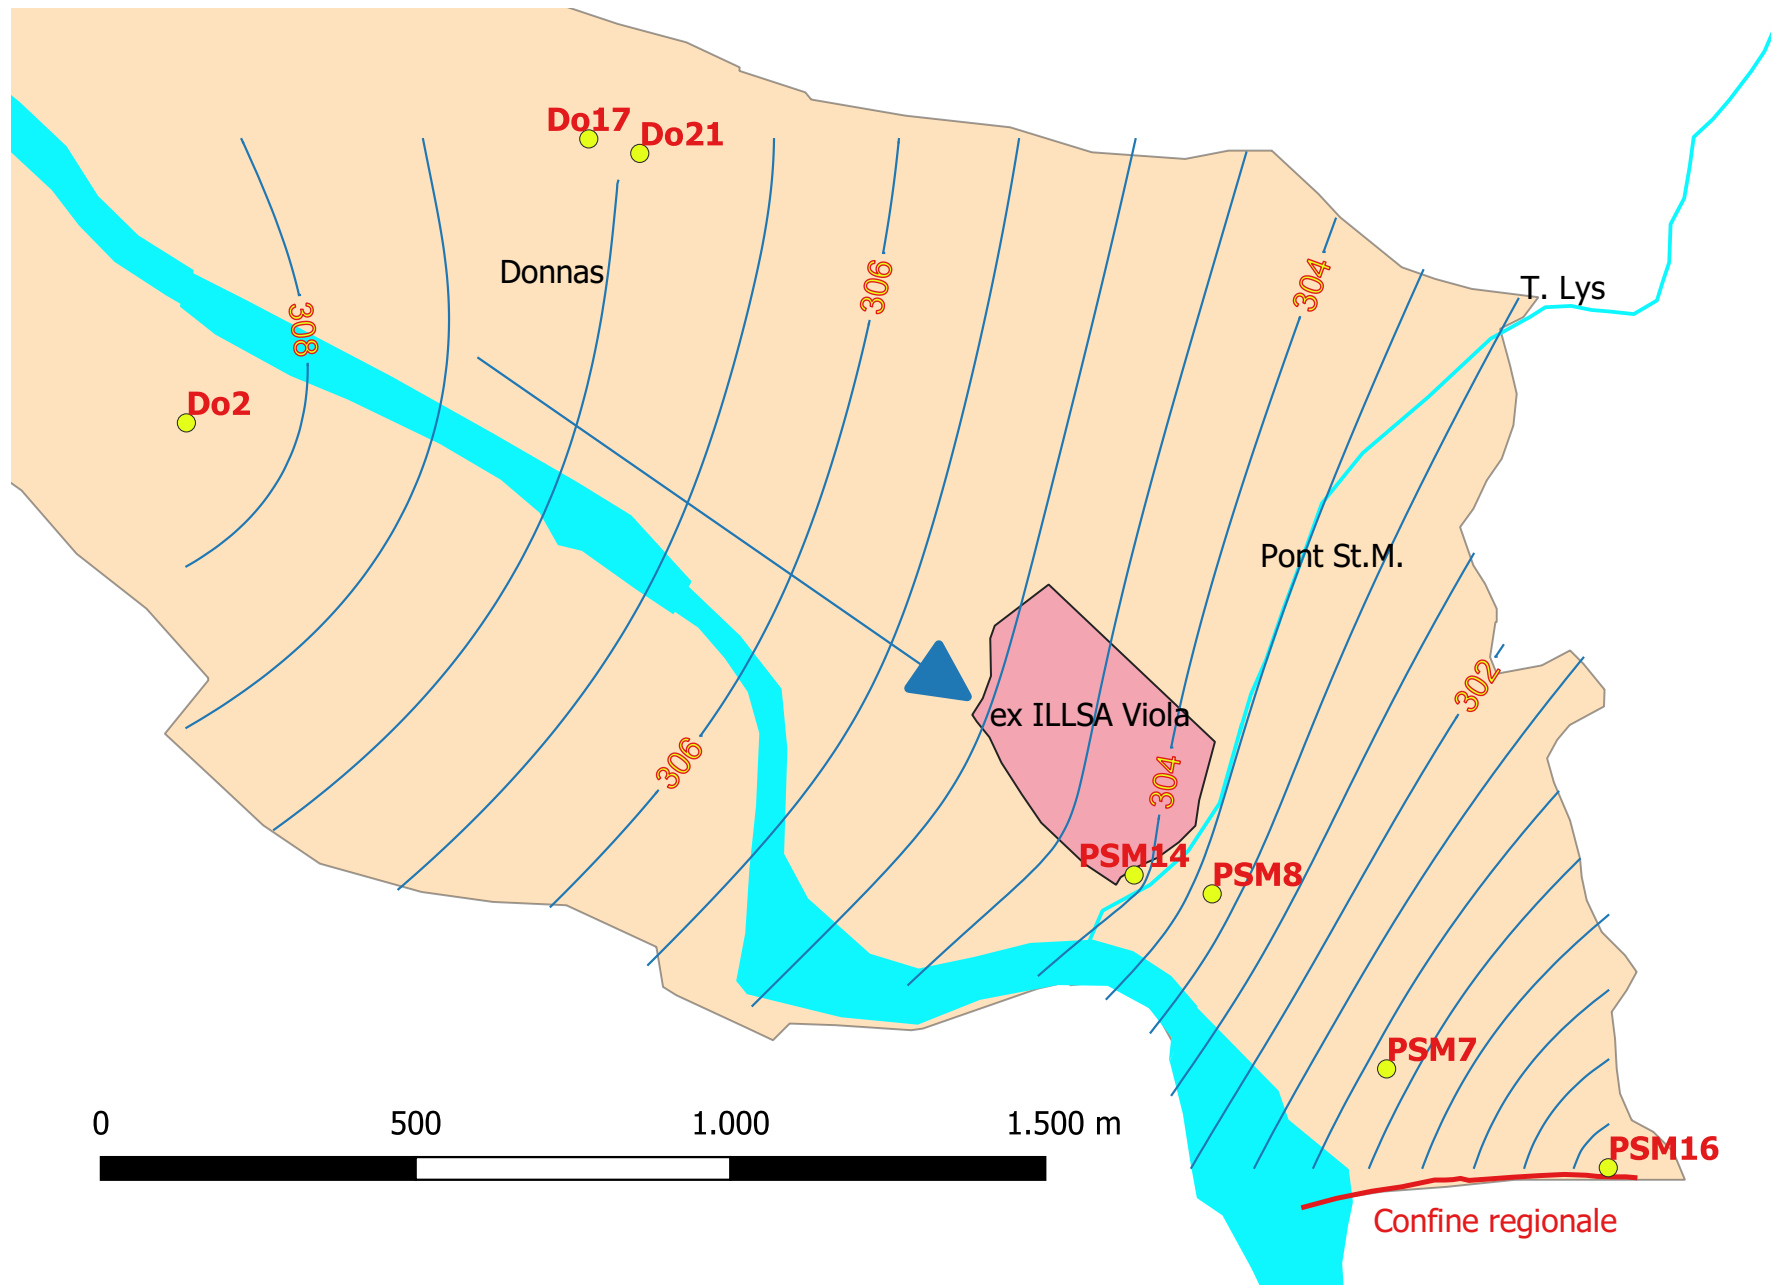 Do17
Do21
Donnas
306
304
T. Lys
308
Do2
Pont St.M.
302
ex ILLSA Viola
306
304
PSM14
PSM8
PSM7
0 500 1.000 1.500 m
PSM16
Confine regionale